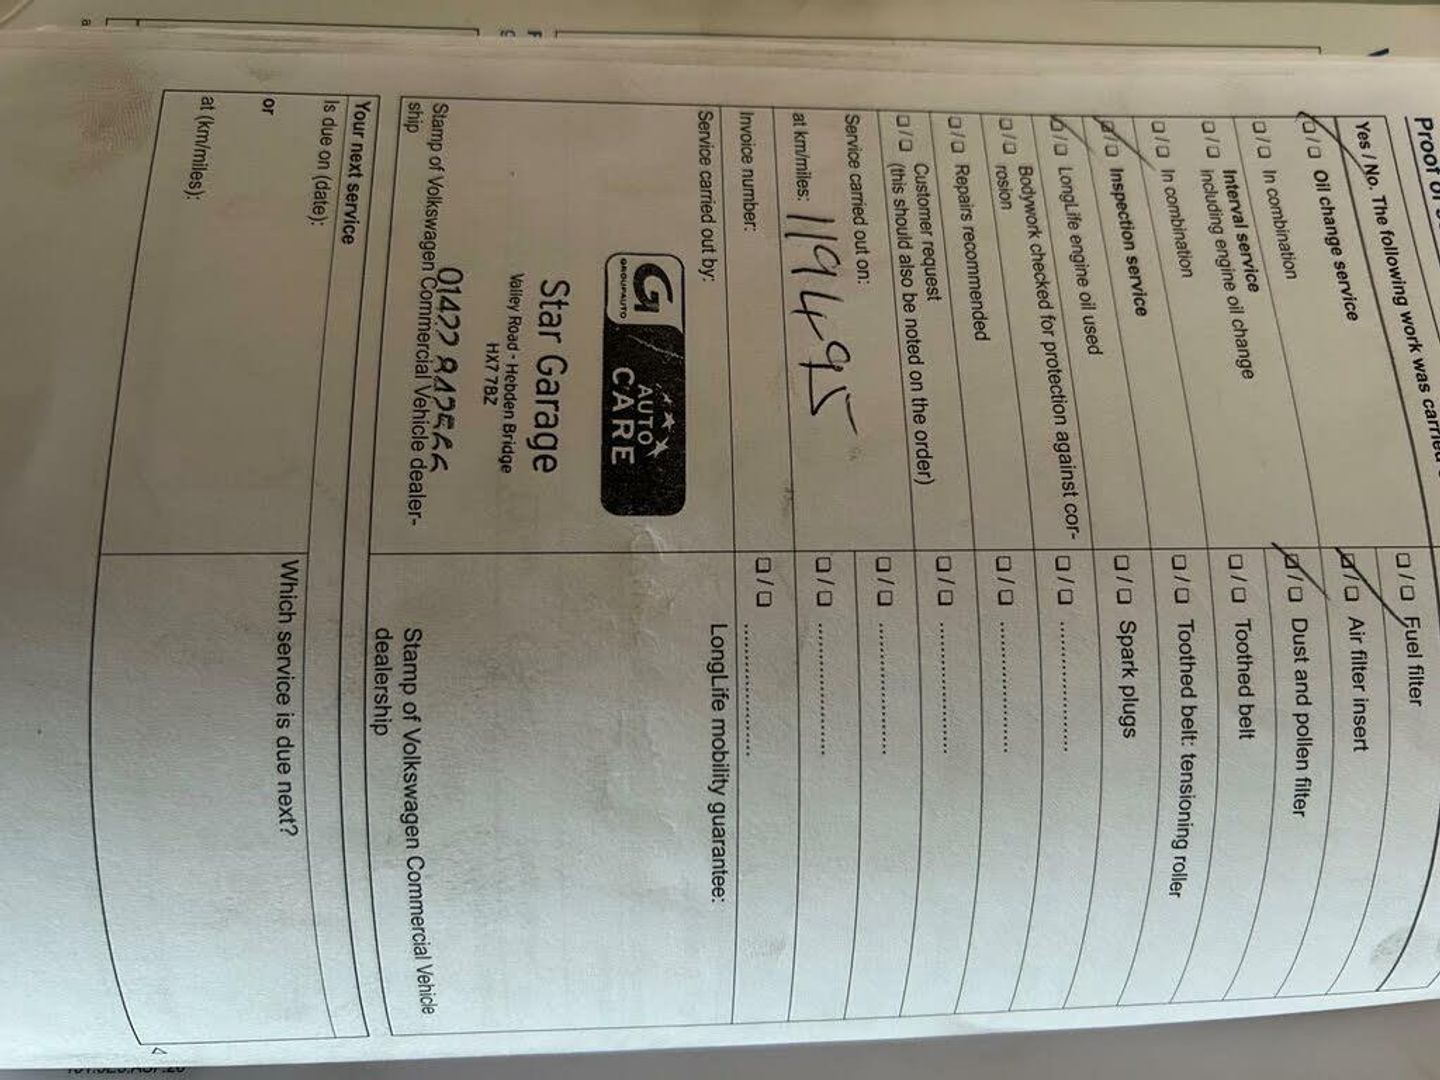 Proof of
Yes / No. The following work was carried
☐/☐ Oil change service
☐/☐ In combination
☐/☐ Interval service
including engine oil change
☐/☐ In combination
☐/☐ Inspection service
☐/☐ LongLife engine oil used
☐/☐ Bodywork checked for protection against cor-
rosion
☐/☐ Repairs recommended
☐/☐ Customer request
(this should also be noted on the order)
Service carried out on:
at km/miles: 119495
Invoice number:
Service carried out by:
G1
GROUPAUTO
AUTO
CARE
Star Garage
Valley Road - Hebden Bridge
HX7 7BZ
01422
Stamp of Volkswagen Commercial Vehicle dealer-
ship
☐/☐ Fuel filter
☐/☐ Air filter insert
☐/☐ Dust and pollen filter
☐/☐ Toothed belt
☐/☐ Toothed belt: tensioning roller
☐/☐ Spark plugs
☐/☐ ...............
☐/☐ ...............
☐/☐ ...............
☐/☐ ...............
☐/☐ ...............
☐/☐ ...............
LongLife mobility guarantee:
Stamp of Volkswagen Commercial Vehicle
dealership
Your next service
Is due on (date):
or
at (km/miles):
Which service is due next?